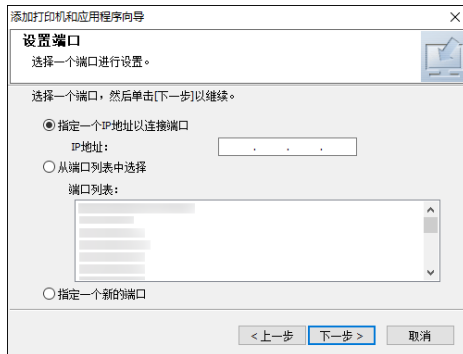 添加打印机和应用程序向导
设置端口
选择一个端口进行设置。
选择一个端口，然后单击[下一步]以继续。
指定一个IP地址以连接端口
IP地址：
. . .
从端口列表中选择
端口列表：
指定一个新的端口
<上一步 下一步> 取消